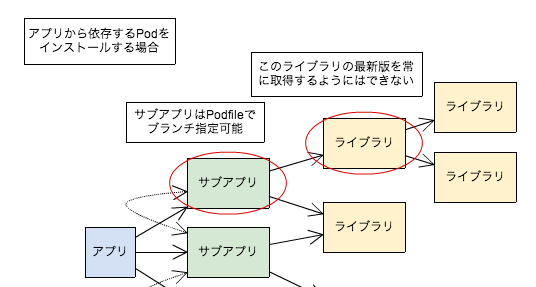 アプリから依存するPodを
インストールする場合
このライブラリの最新版を常
に取得するようにはできない
サブアプリはPodfileで
ブランチ指定可能
ライブラリ
ライブラリ
ライブラリ
サブアプリ
ライブラリ
サブアプリ
アプリ